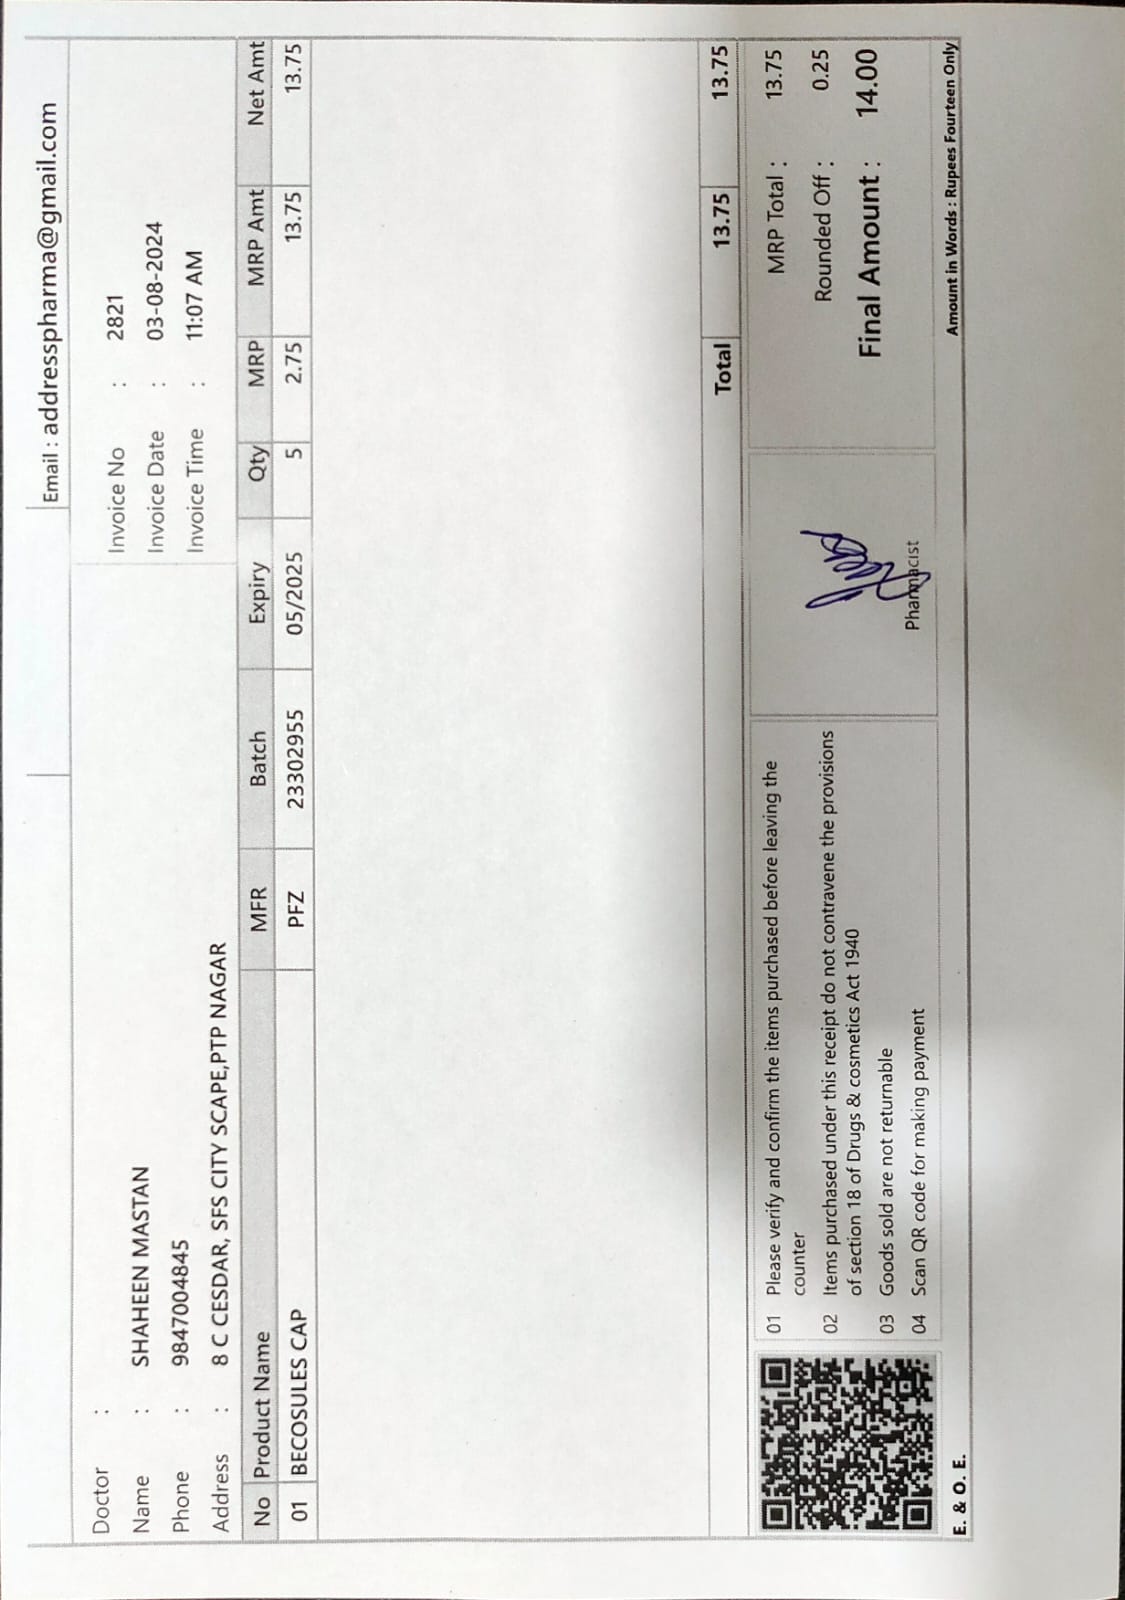 Email : addresspharma@gmail.com
Doctor :
Name : SHAHEEN MASTAN
Phone : 9847004845
Address : 8 C CESDAR, SFS CITY SCAPE,PTP NAGAR
Invoice No : 2821
Invoice Date : 03-08-2024
Invoice Time : 11:07 AM
No Product Name MFR Batch Expiry Qty MRP MRP Amt Net Amt
01 BECOSULES CAP PFZ 23302955 05/2025 5 2.75 13.75 13.75
Total 13.75 13.75
01 Please verify and confirm the items purchased before leaving the
counter
02 Items purchased under this receipt do not contravene the provisions
of section 18 of Drugs & cosmetics Act 1940
03 Goods sold are not returnable
04 Scan QR code for making payment
Pharmacist
MRP Total : 13.75
Rounded Off : 0.25
Final Amount : 14.00
E. & O. E.
Amount in Words : Rupees Fourteen Only